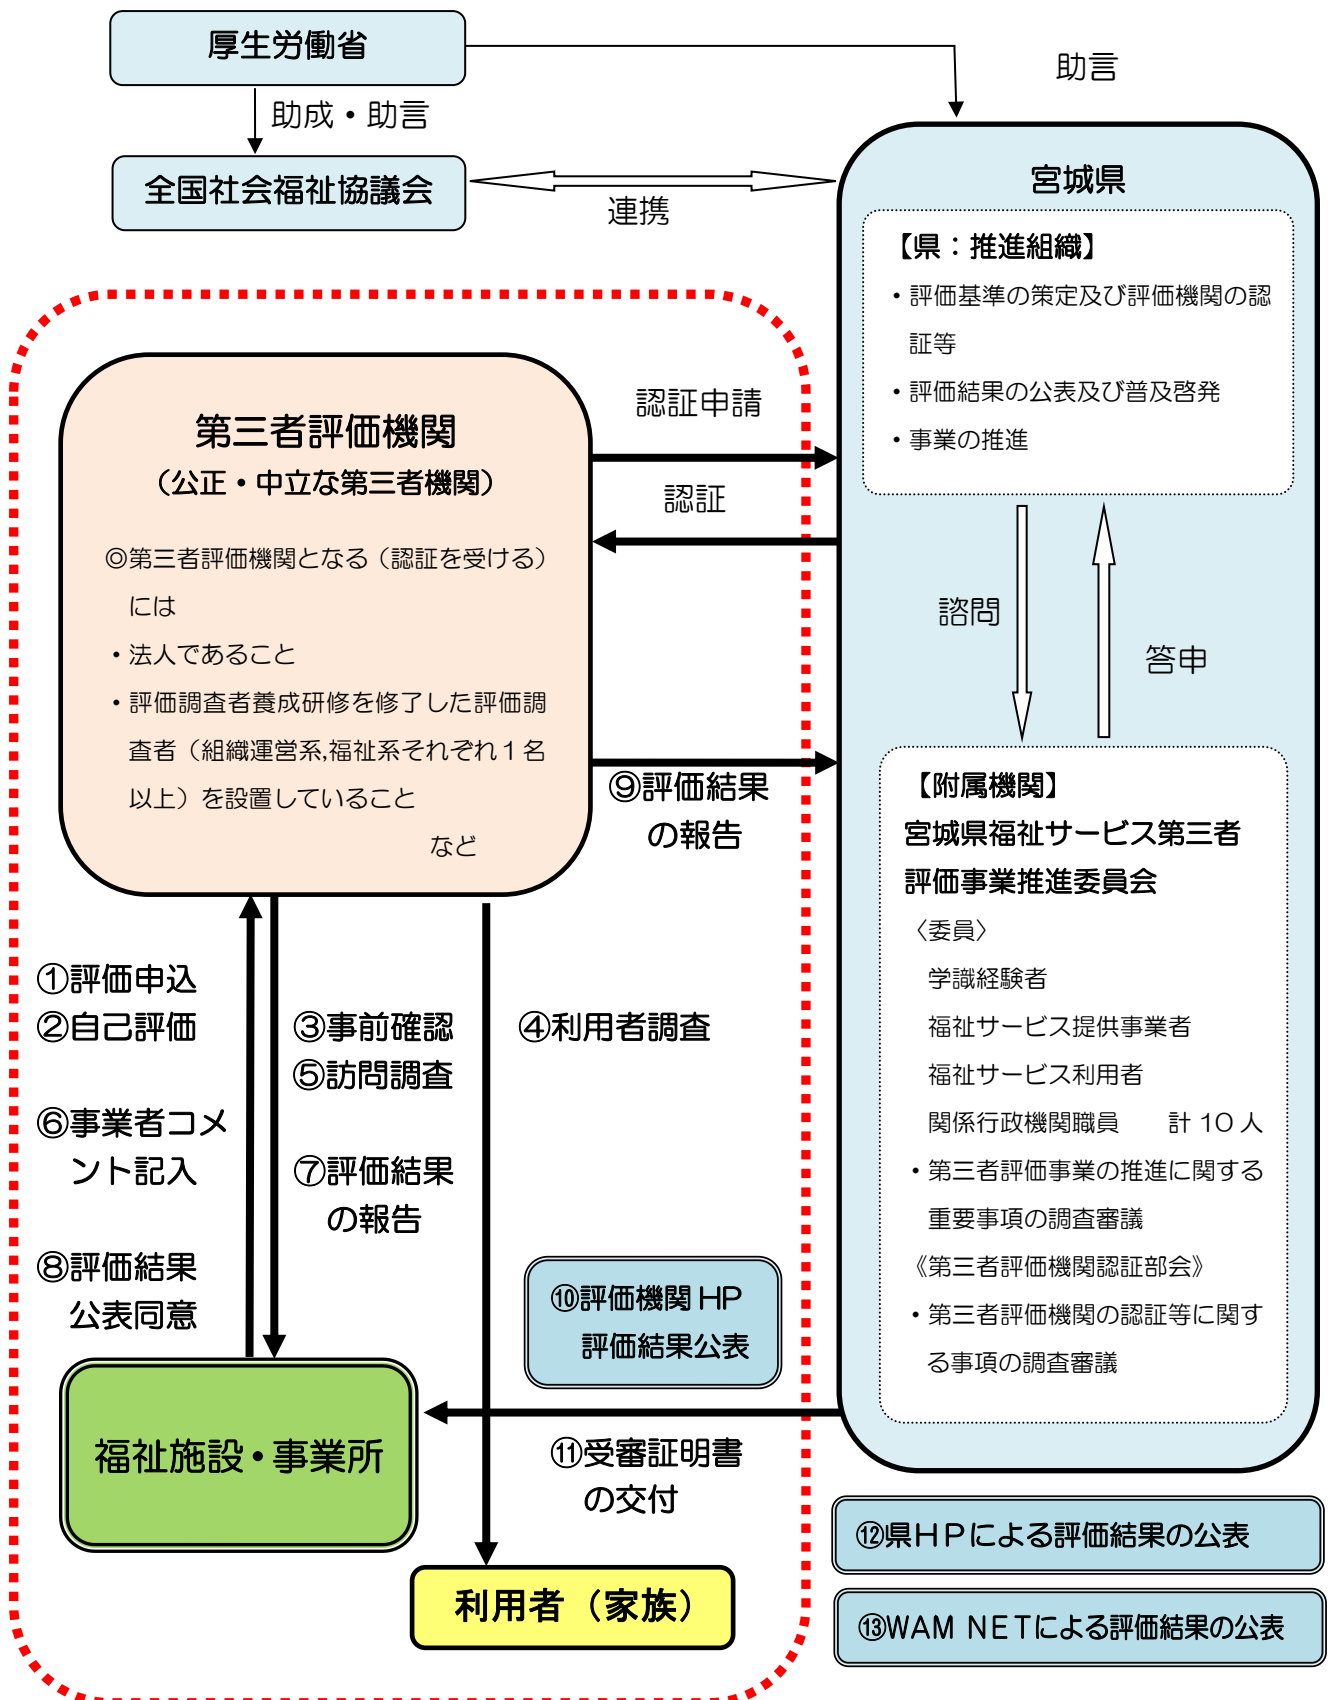 厚生労働省
助言
助成・助言
全国社会福祉協議会
連携
宮城県
【県：推進組織】
・評価基準の策定及び評価機関の認
証等
・評価結果の公表及び普及啓発
・事業の推進
第三者評価機関
（公正・中立な第三者機関）
◎第三者評価機関となる（認証を受ける）
には
・法人であること
・評価調査者養成研修を修了した評価調
査者（組織運営系,福祉系それぞれ１名
以上）を設置していること
など
認証申請
認証
諮問
答申
⑨評価結果
の報告
【附属機関】
宮城県福祉サービス第三者
評価事業推進委員会
〈委員〉
学識経験者
福祉サービス提供事業者
福祉サービス利用者
関係行政機関職員　　計 10 人
・第三者評価事業の推進に関する
重要事項の調査審議
《第三者評価機関認証部会》
・第三者評価機関の認証等に関す
る事項の調査審議
①評価申込
②自己評価
⑥事業者コメ
ント記入
⑧評価結果
公表同意
③事前確認
⑤訪問調査
⑦評価結果
の報告
④利用者調査
⑩評価機関 HP
評価結果公表
福祉施設・事業所
⑪受審証明書
の交付
利用者（家族）
⑫県ＨＰによる評価結果の公表
⑬WAM ＮＥＴによる評価結果の公表